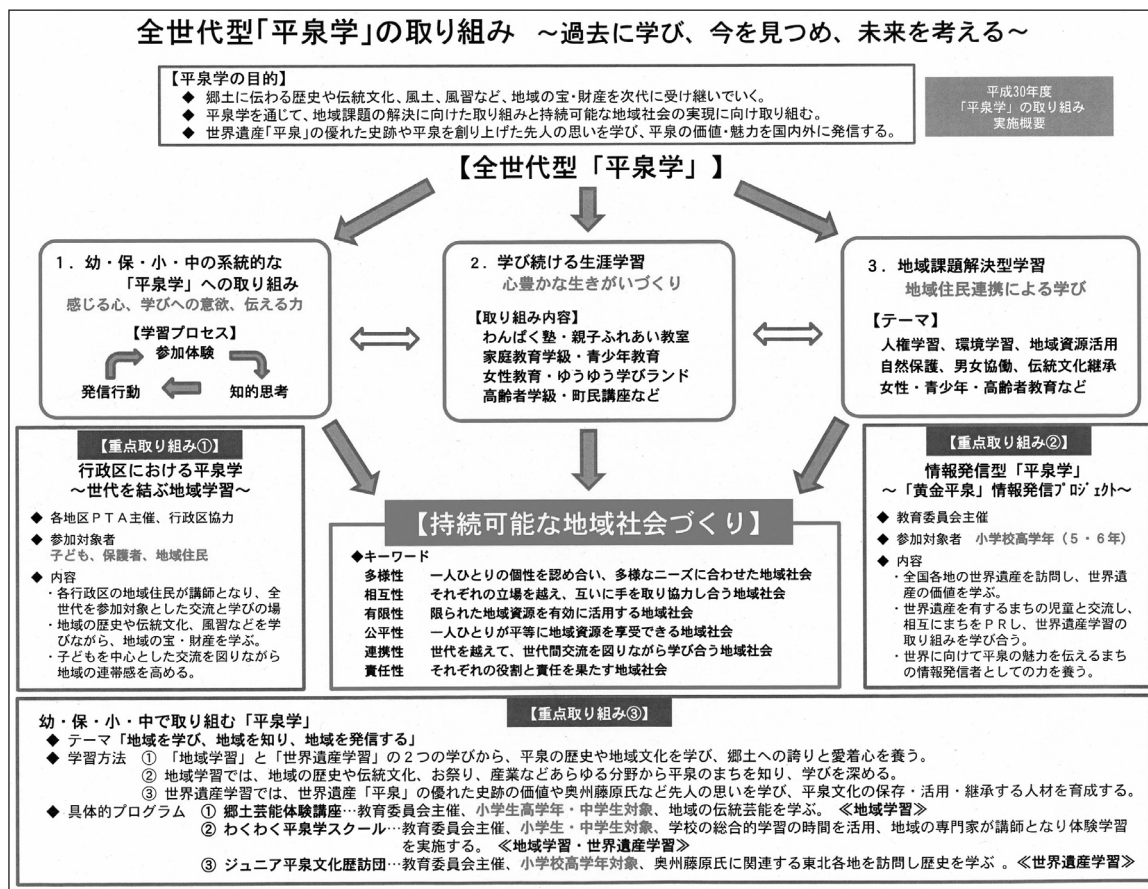 全世代型「平泉学」の取り組み ～過去に学び、今を見つめ、未来を考える～
【平泉学の目的】
◆ 郷土に伝わる歴史や伝統文化、風土、風習など、地域の宝・財産を次代に受け継いでいく。
◆ 平泉学を通じて、地域課題の解決に向けた取り組みと持続可能な地域社会の実現に向け取り組む。
◆ 世界遺産「平泉」の優れた史跡や平泉を創り上げた先人の思いを学び、平泉の価値・魅力を国内外に発信する。
平成30年度
「平泉学」の取り組み
実施概要
【全世代型「平泉学」】
1．幼・保・小・中の系統的な
「平泉学」への取り組み
感じる心、学びへの意欲、伝える力
【学習プロセス】
参加体験
発信行動
知的思考
2．学び続ける生涯学習
心豊かな生きがいづくり
【取り組み内容】
わんぱく塾・親子ふれあい教室
家庭教育学級・青少年教育
女性教育・ゆうゆう学びランド
高齢者学級・町民講座など
3．地域課題解決型学習
地域住民連携による学び
【テーマ】
人権学習、環境学習、地域資源活用
自然保護、男女協働、伝統文化継承
女性・青少年・高齢者教育など
【重点取り組み①】
行政区における平泉学
～世代を結ぶ地域学習～
◆ 各地区ＰＴＡ主催、行政区協力
◆ 参加対象者
子ども、保護者、地域住民
◆ 内容
・各行政区の地域住民が講師となり、全
世代を参加対象とした交流と学びの場
・地域の歴史や伝統文化、風習などを学
びながら、地域の宝・財産を学ぶ。
・子どもを中心とした交流を図りながら
地域の連帯感を高める。
【持続可能な地域社会づくり】
◆キーワード
多様性 一人ひとりの個性を認め合い、多様なニーズに合わせた地域社会
相互性 それぞれの立場を越え、互いに手を取り協力し合う地域社会
有限性 限られた地域資源を有効に活用する地域社会
公平性 一人ひとりが平等に地域資源を享受できる地域社会
連携性 世代を越えて、世代間交流を図りながら学び合う地域社会
責任性 それぞれの役割と責任を果たす地域社会
【重点取り組み②】
情報発信型「平泉学」
～「黄金平泉」情報発信ﾌﾟﾛｼﾞｪｸﾄ～
◆ 教育委員会主催
◆ 参加対象者 小学校高学年（５・６年）
◆ 内容
・全国各地の世界遺産を訪問し、世界遺
産の価値を学ぶ。
・世界遺産を有するまちの児童と交流し、
相互にまちをＰＲし、世界遺産学習の
取り組みを学び合う。
・世界に向けて平泉の魅力を伝えるまち
の情報発信者としての力を養う。
【重点取り組み③】
幼・保・小・中で取り組む「平泉学」
◆ テーマ「地域を学び、地域を知り、地域を発信する」
◆ 学習方法 ① 「地域学習」と「世界遺産学習」の２つの学びから、平泉の歴史や地域文化を学び、郷土への誇りと愛着心を養う。
② 地域学習では、地域の歴史や伝統文化、お祭り、産業などあらゆる分野から平泉のまちを知り、学びを深める。
③ 世界遺産学習では、世界遺産「平泉」の優れた史跡の価値や奥州藤原氏など先人の思いを学び、平泉文化の保存・活用・継承する人材を育成する。
◆ 具体的プログラム ① 郷土芸能体験講座…教育委員会主催、小学生高学年・中学生対象、地域の伝統芸能を学ぶ。 ≪地域学習≫
② わくわく平泉学スクール…教育委員会主催、小学生・中学生対象、学校の総合的学習の時間を活用、地域の専門家が講師となり体験学習
を実施する。 ≪地域学習・世界遺産学習≫
③ ジュニア平泉文化歴訪団…教育委員会主催、小学校高学年対象、奥州藤原氏に関連する東北各地を訪問し歴史を学ぶ 。≪世界遺産学習≫